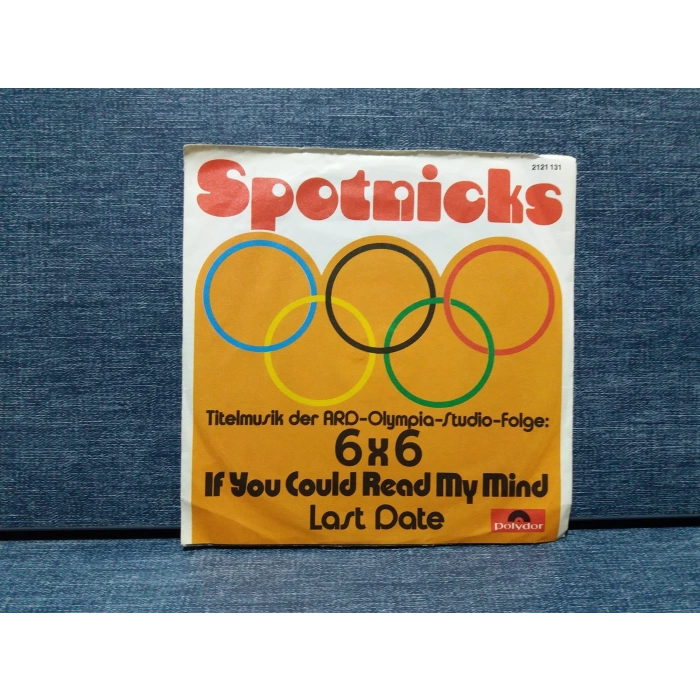 2121 131
Spotnicks
Titelmusik der ARD-Olympia-Studio-Folge:
6x6
If You Could Read My Mind
Last Date
Polydor